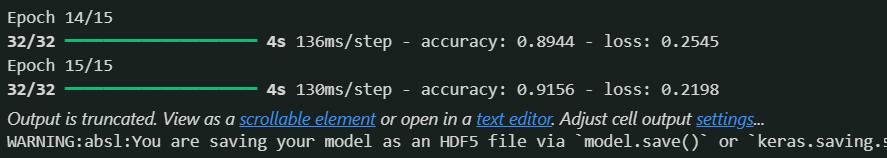 Epoch 14/15
32/32 ━━━━━━━━━━━━━━━━━━━━ 4s 136ms/step - accuracy: 0.8944 - loss: 0.2545
Epoch 15/15
32/32 ━━━━━━━━━━━━━━━━━━━━ 4s 130ms/step - accuracy: 0.9156 - loss: 0.2198
Output is truncated. View as a scrollable element or open in a text editor. Adjust cell output settings...
WARNING:absl:You are saving your model as an HDF5 file via `model.save()` or `keras.saving.s